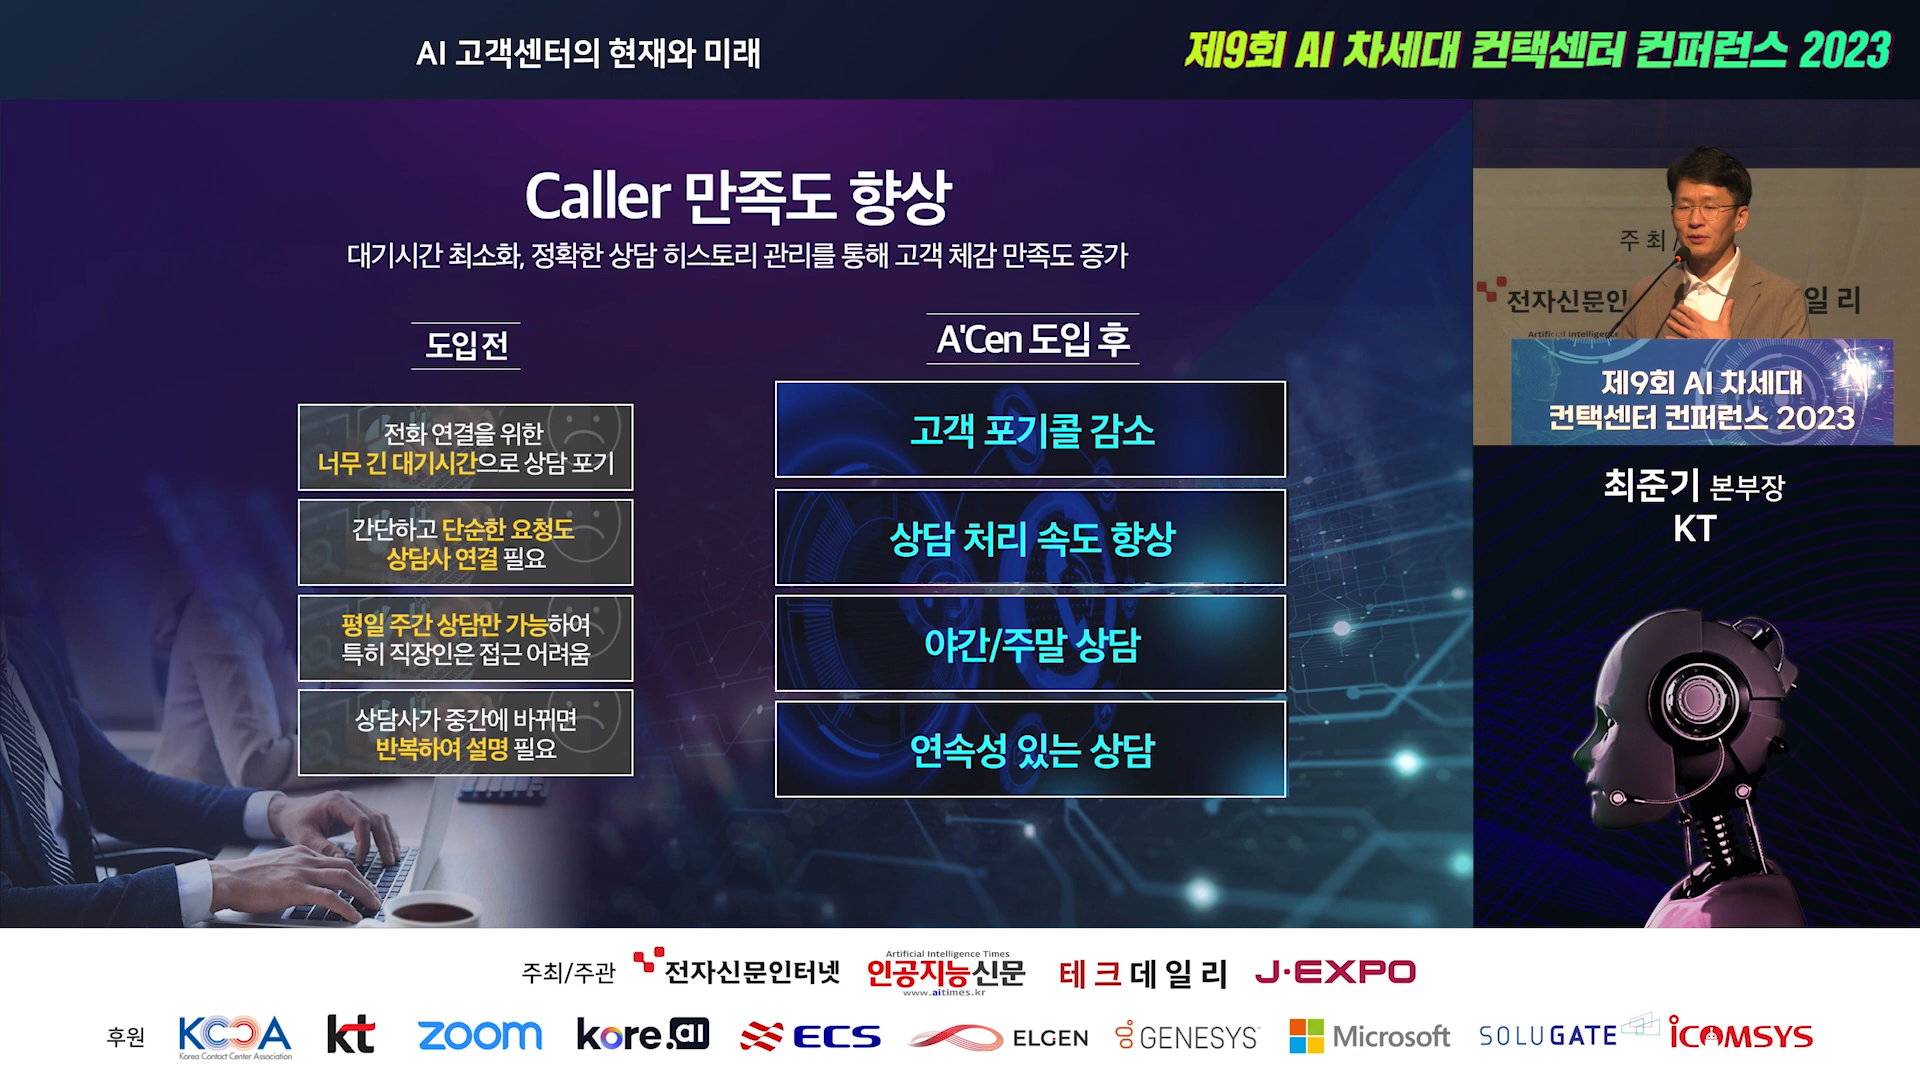 AI 고객센터의 현재와 미래
제9회 AI 차세대 컨택센터 컨퍼런스 2023
Caller 만족도 향상
대기시간 최소화, 정확한 상담 히스토리 관리를 통해 고객 체감 만족도 증가
도입 전
전화 연결을 위한
너무 긴 대기시간으로 상담 포기
간단하고 단순한 요청도
상담사 연결 필요
평일 주간 상담만 가능하여
특히 직장인은 접근 어려움
상담사가 중간에 바뀌면
반복하여 설명 필요
A'Cen 도입 후
고객 포기콜 감소
상담 처리 속도 향상
야간/주말 상담
연속성 있는 상담
주최/
전자신문인 일리
Artificial Intelligence
제9회 AI 차세대
컨택센터 컨퍼런스 2023
최준기 본부장
KT
주최/주관 전자신문인터넷 Artificial Intelligence Times 인공지능신문 www.aitimes.kr 테크데일리 J·EXPO
후원 KCCA Korea Contact Center Association kt zoom kore.ai ECS ELGEN GENESYS Microsoft SOLUGATE iCOMSYS